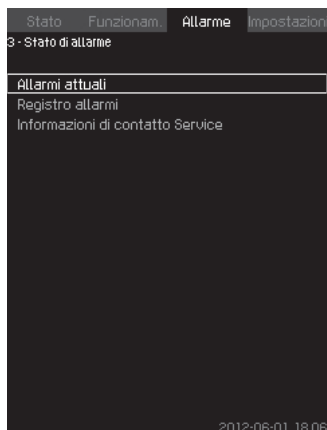 Stato Funzionam. Allarme Impostazion
3 - Stato di allarme
Allarmi attuali
Registro allarmi
Informazioni di contatto Service
2012-06-01 18:06